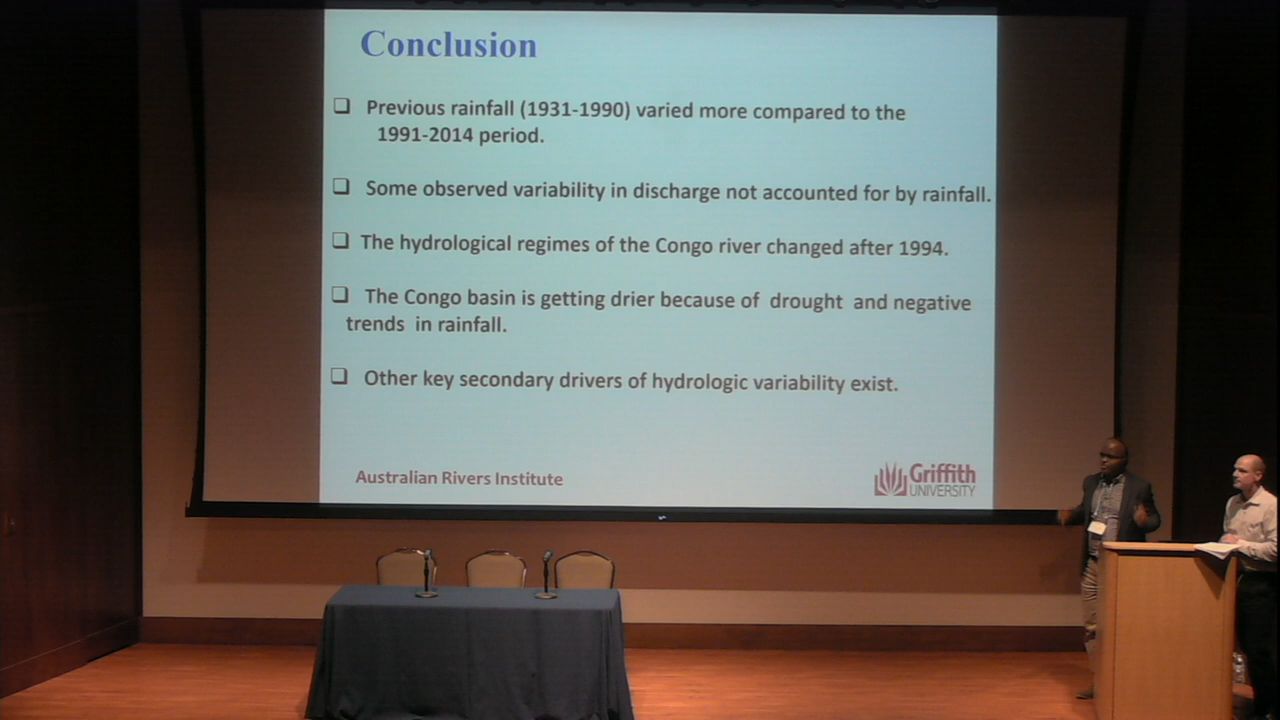 Conclusion
❑ Previous rainfall (1931-1990) varied more compared to the
1991-2014 period.
❑ Some observed variability in discharge not accounted for by rainfall.
❑ The hydrological regimes of the Congo river changed after 1994.
❑ The Congo basin is getting drier because of drought and negative
trends in rainfall.
❑ Other key secondary drivers of hydrologic variability exist.
Australian Rivers Institute
Griffith
UNIVERSITY